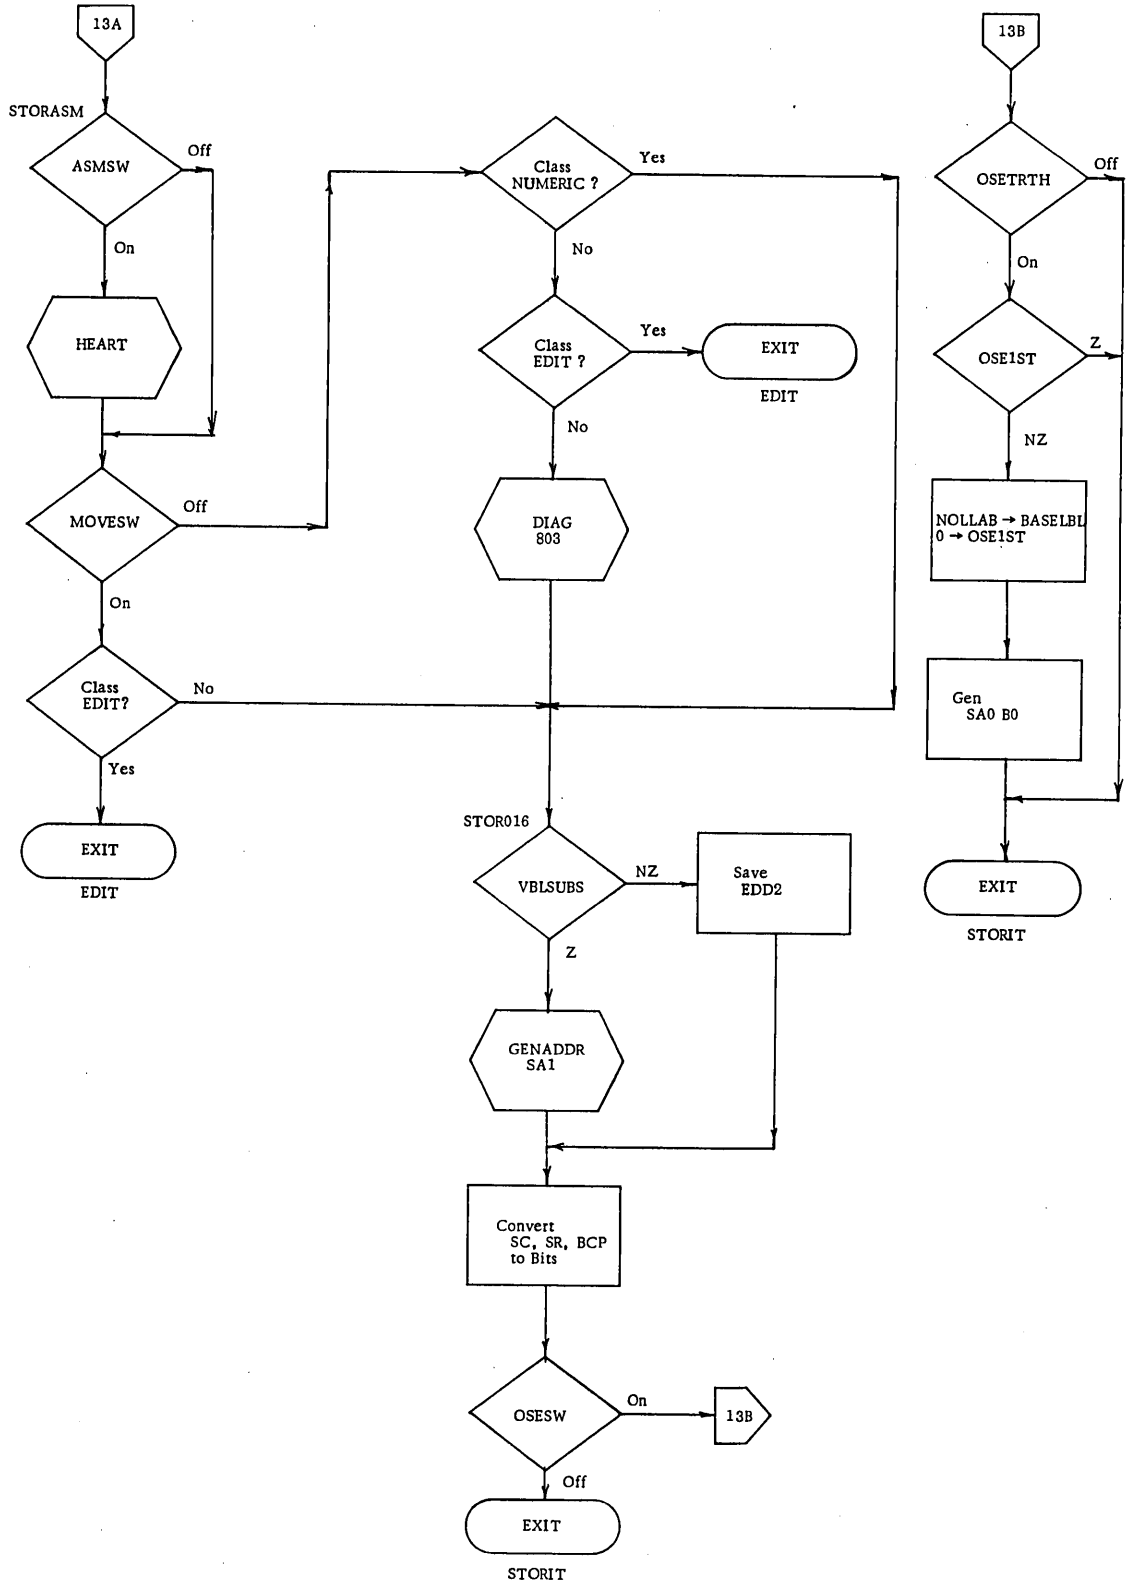 13A
STORASM
ASMSW
Off
On
HEART
MOVESW
Off
On
Class
EDIT?
No
Yes
EXIT
EDIT
Class
NUMERIC ?
Yes
No
Class
EDIT ?
Yes
EXIT
EDIT
No
DIAG
803
STOR016
VBLSUBS
NZ
Save
EDD2
Z
GENADDR
SA1
Convert
SC, SR, BCP
to Bits
OSESW
On
13B
Off
EXIT
STORIT
13B
OSETRTH
Off
On
OSE1ST
Z
NZ
NOLLAB → BASELBL
0 → OSE1ST
Gen
SA0 B0
EXIT
STORIT